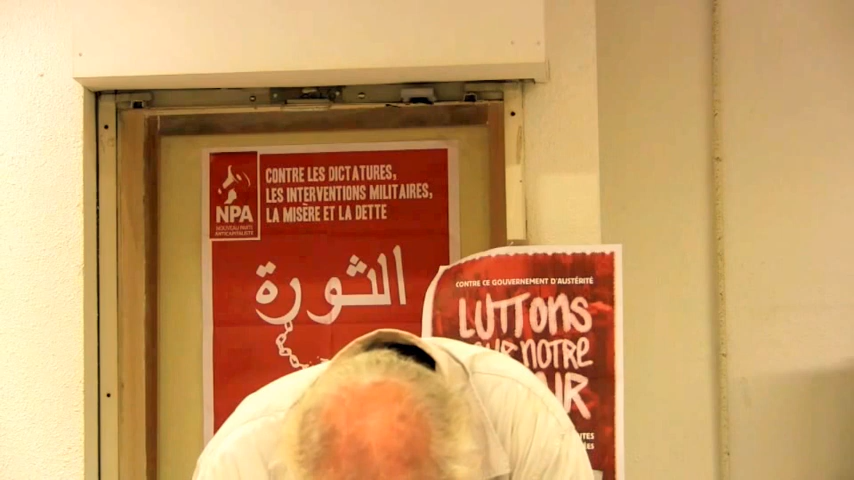 CONTRE LES DICTATURES,
LES INTERVENTIONS MILITAIRES,
LA MISÈRE ET LA DETTE
NPA
NOUVEAU PARTI
ANTICAPITALISTE
الثورة
CONTRE CE GOUVERNEMENT D'AUSTÉRITÉ
LUTTONS
NOTRE